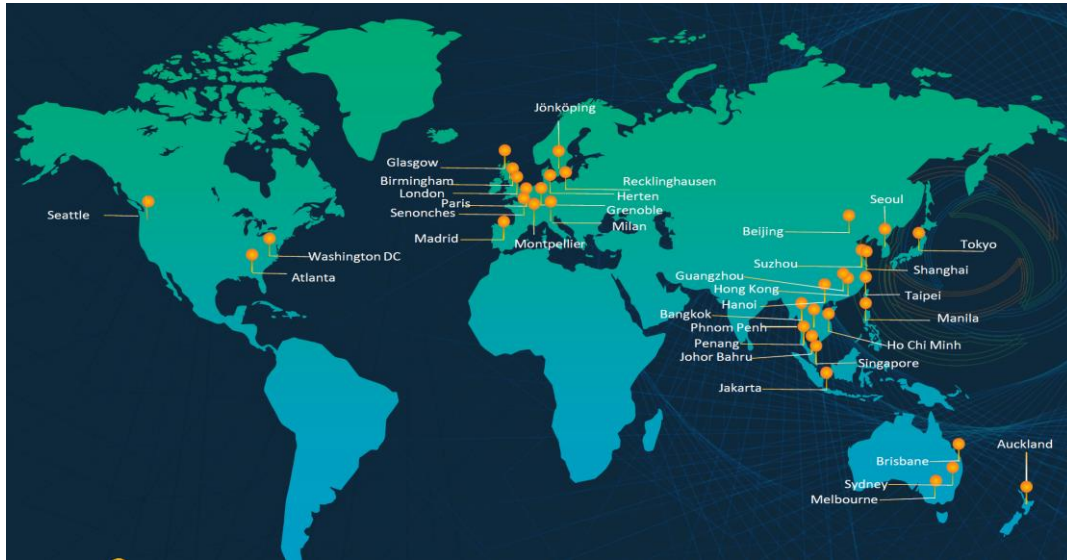 Jönköping
Glasgow
Birmingham
London
Paris
Senonches
Madrid
Montpellier
Recklinghausen
Herten
Grenoble
Milan
Seattle
Washington DC
Atlanta
Seoul
Beijing
Tokyo
Suzhou
Shanghai
Guangzhou
Hong Kong
Hanoi
Taipei
Bangkok
Manila
Phnom Penh
Penang
Ho Chi Minh
Johor Bahru
Singapore
Jakarta
Auckland
Brisbane
Sydney
Melbourne